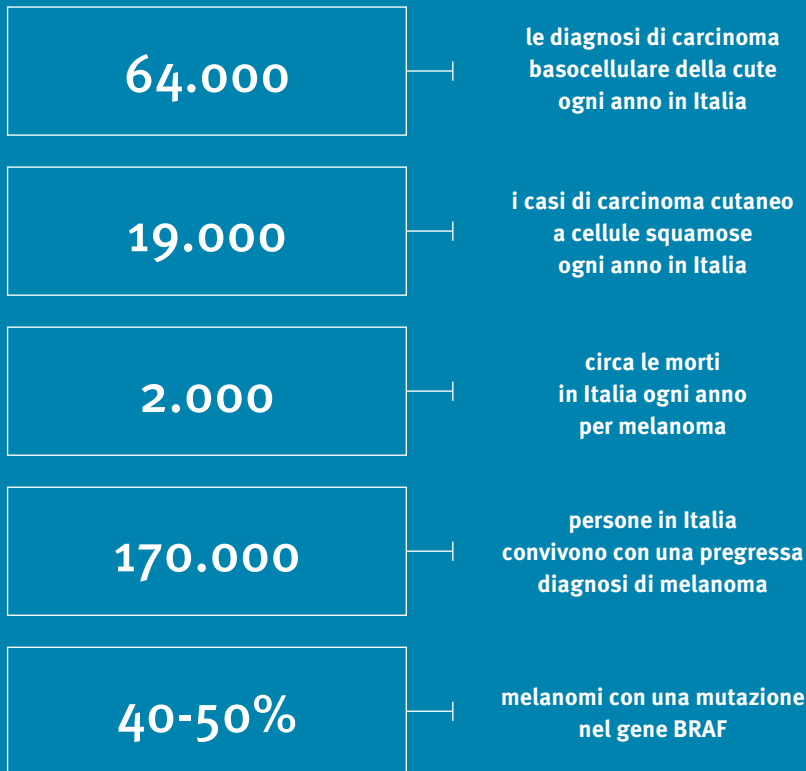 64.000
le diagnosi di carcinoma
basocellulare della cute
ogni anno in Italia
19.000
i casi di carcinoma cutaneo
a cellule squamose
ogni anno in Italia
2.000
circa le morti
in Italia ogni anno
per melanoma
170.000
persone in Italia
convivono con una pregressa
diagnosi di melanoma
40-50%
melanomi con una mutazione
nel gene BRAF